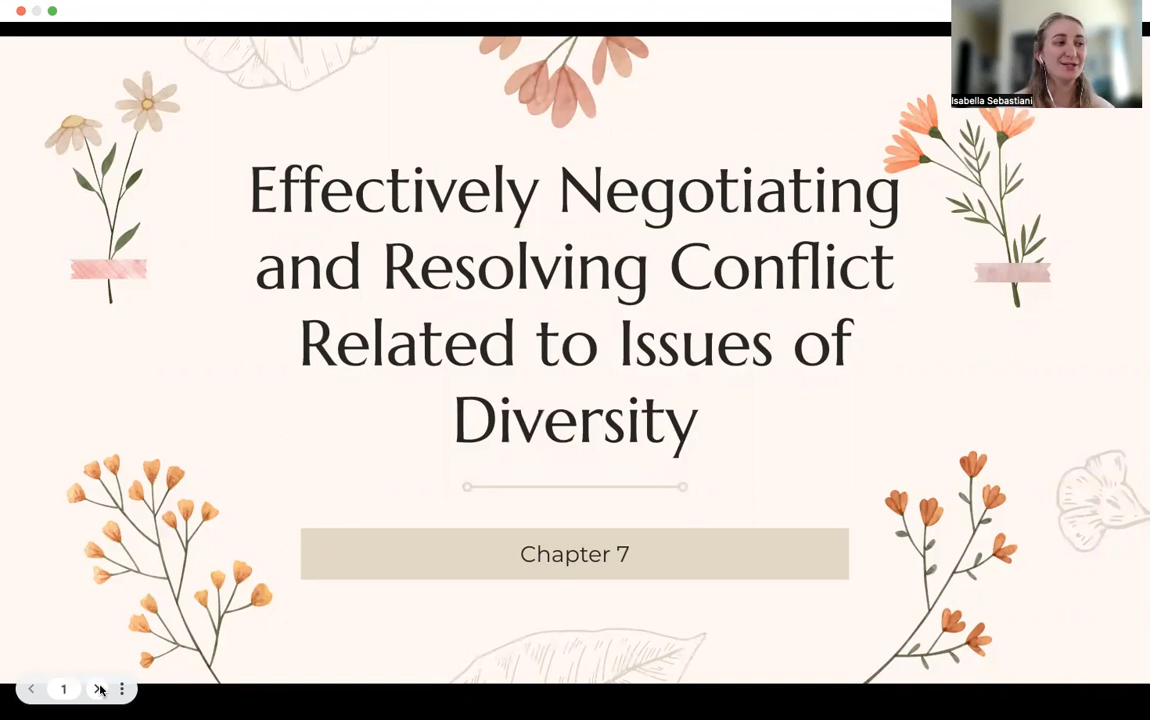 Isabella Sebastiani
Effectively Negotiating
and Resolving Conflict
Related to Issues of
Diversity
Chapter 7
1